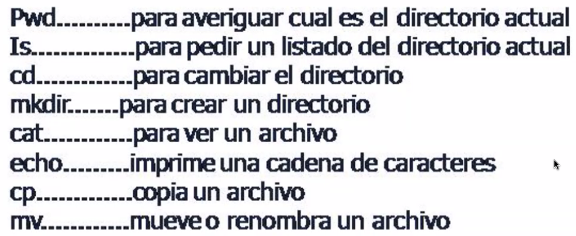 Pwd..........para averiguar cual es el directorio actual
Is..............para pedir un listado del directorio actual
cd.............para cambiar el directorio
mkdir.......para crear un directorio
cat............para ver un archivo
echo.........imprime una cadena de caracteres
cp.............copia un archivo
mv............mueve o renombra un archivo